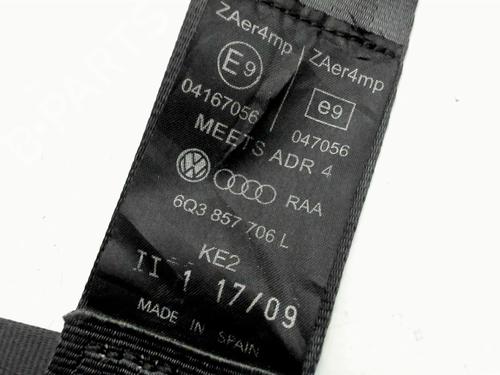 ZAer4mp
ZAer4mp
E9
e9
04167056
047056
MEETS ADR 4
RAA
6Q3 857 706 L
KE2
II 1 17/09
MADE IN SPAIN